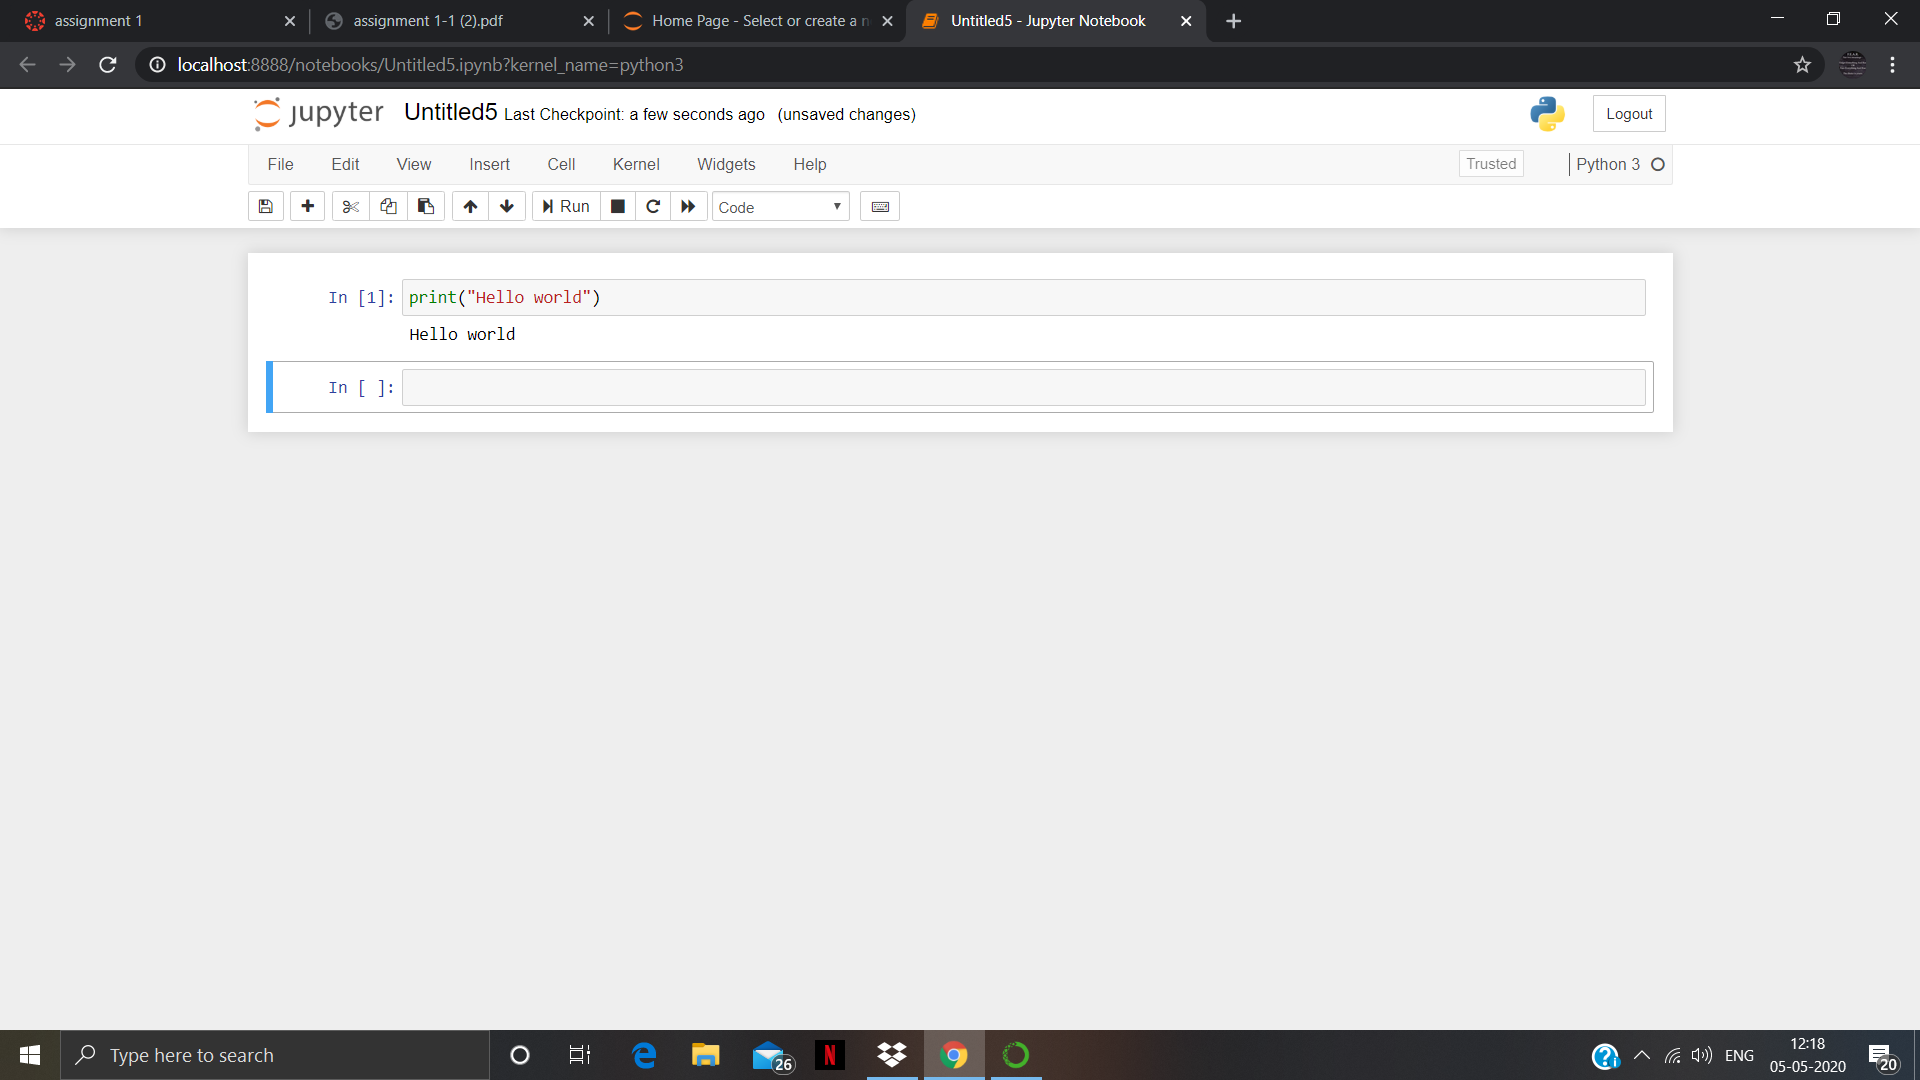 assignment 1
assignment 1-1 (2).pdf
Home Page - Select or create a n
Untitled5 - Jupyter Notebook
localhost:8888/notebooks/Untitled5.ipynb?kernel_name=python3
jupyter Untitled5 Last Checkpoint: a few seconds ago (unsaved changes)
Logout
File Edit View Insert Cell Kernel Widgets Help
Trusted
Python 3
Run
Code
In [1]: print("Hello world")
Hello world
In [ ]:
Type here to search
26
N
ENG
12:18
05-05-2020
20